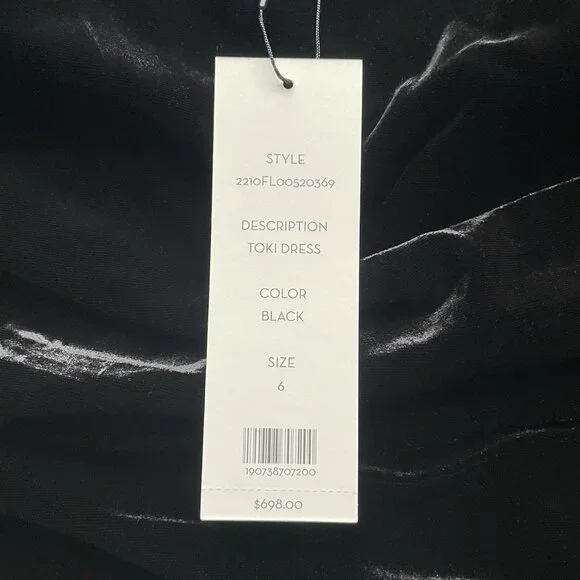 STYLE
2210FL00520369
DESCRIPTION
TOKI DRESS
COLOR
BLACK
SIZE
6
190738707200
$698.00